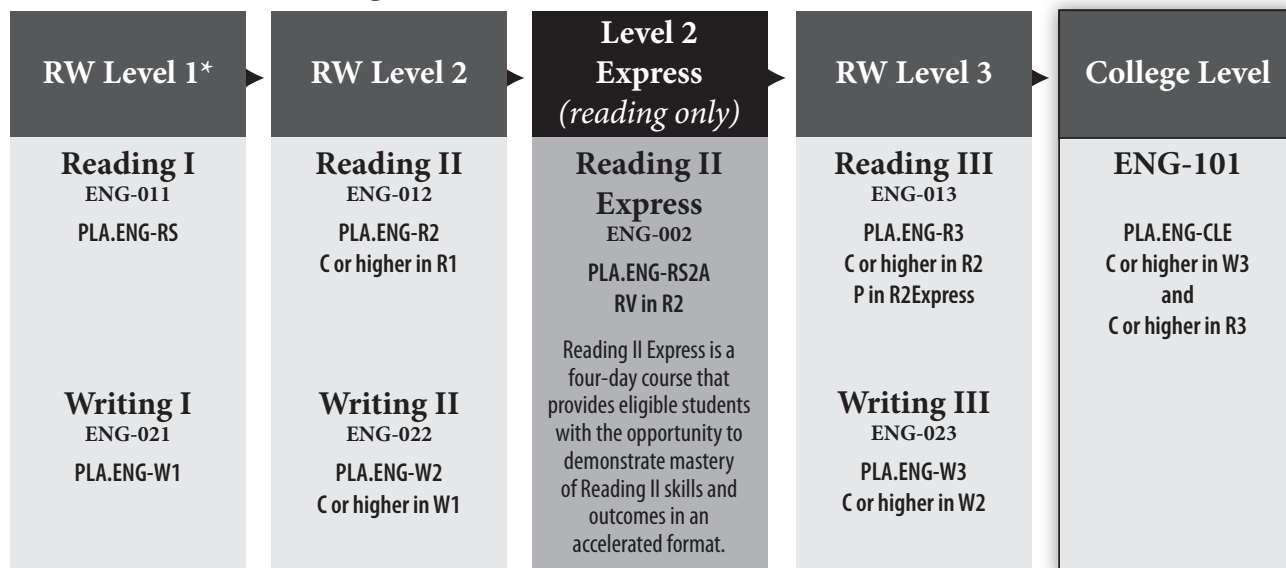 RW Level 1*
Reading I
ENG-011
PLA.ENG-RS
Writing I
ENG-021
PLA.ENG-W1
RW Level 2
Reading II
ENG-012
PLA.ENG-R2
C or higher in R1
Writing II
ENG-022
PLA.ENG-W2
C or higher in W1
Level 2
Express
(reading only)
Reading II
Express
ENG-002
PLA.ENG-RS2A
RV in R2
Reading II Express is a
four-day course that
provides eligible students
with the opportunity to
demonstrate mastery
of Reading II skills and
outcomes in an
accelerated format.
RW Level 3
Reading III
ENG-013
PLA.ENG-R3
C or higher in R2
P in R2Express
Writing III
ENG-023
PLA.ENG-W3
C or higher in W2
College Level
ENG-101
PLA.ENG-CLE
C or higher in W3
and
C or higher in R3